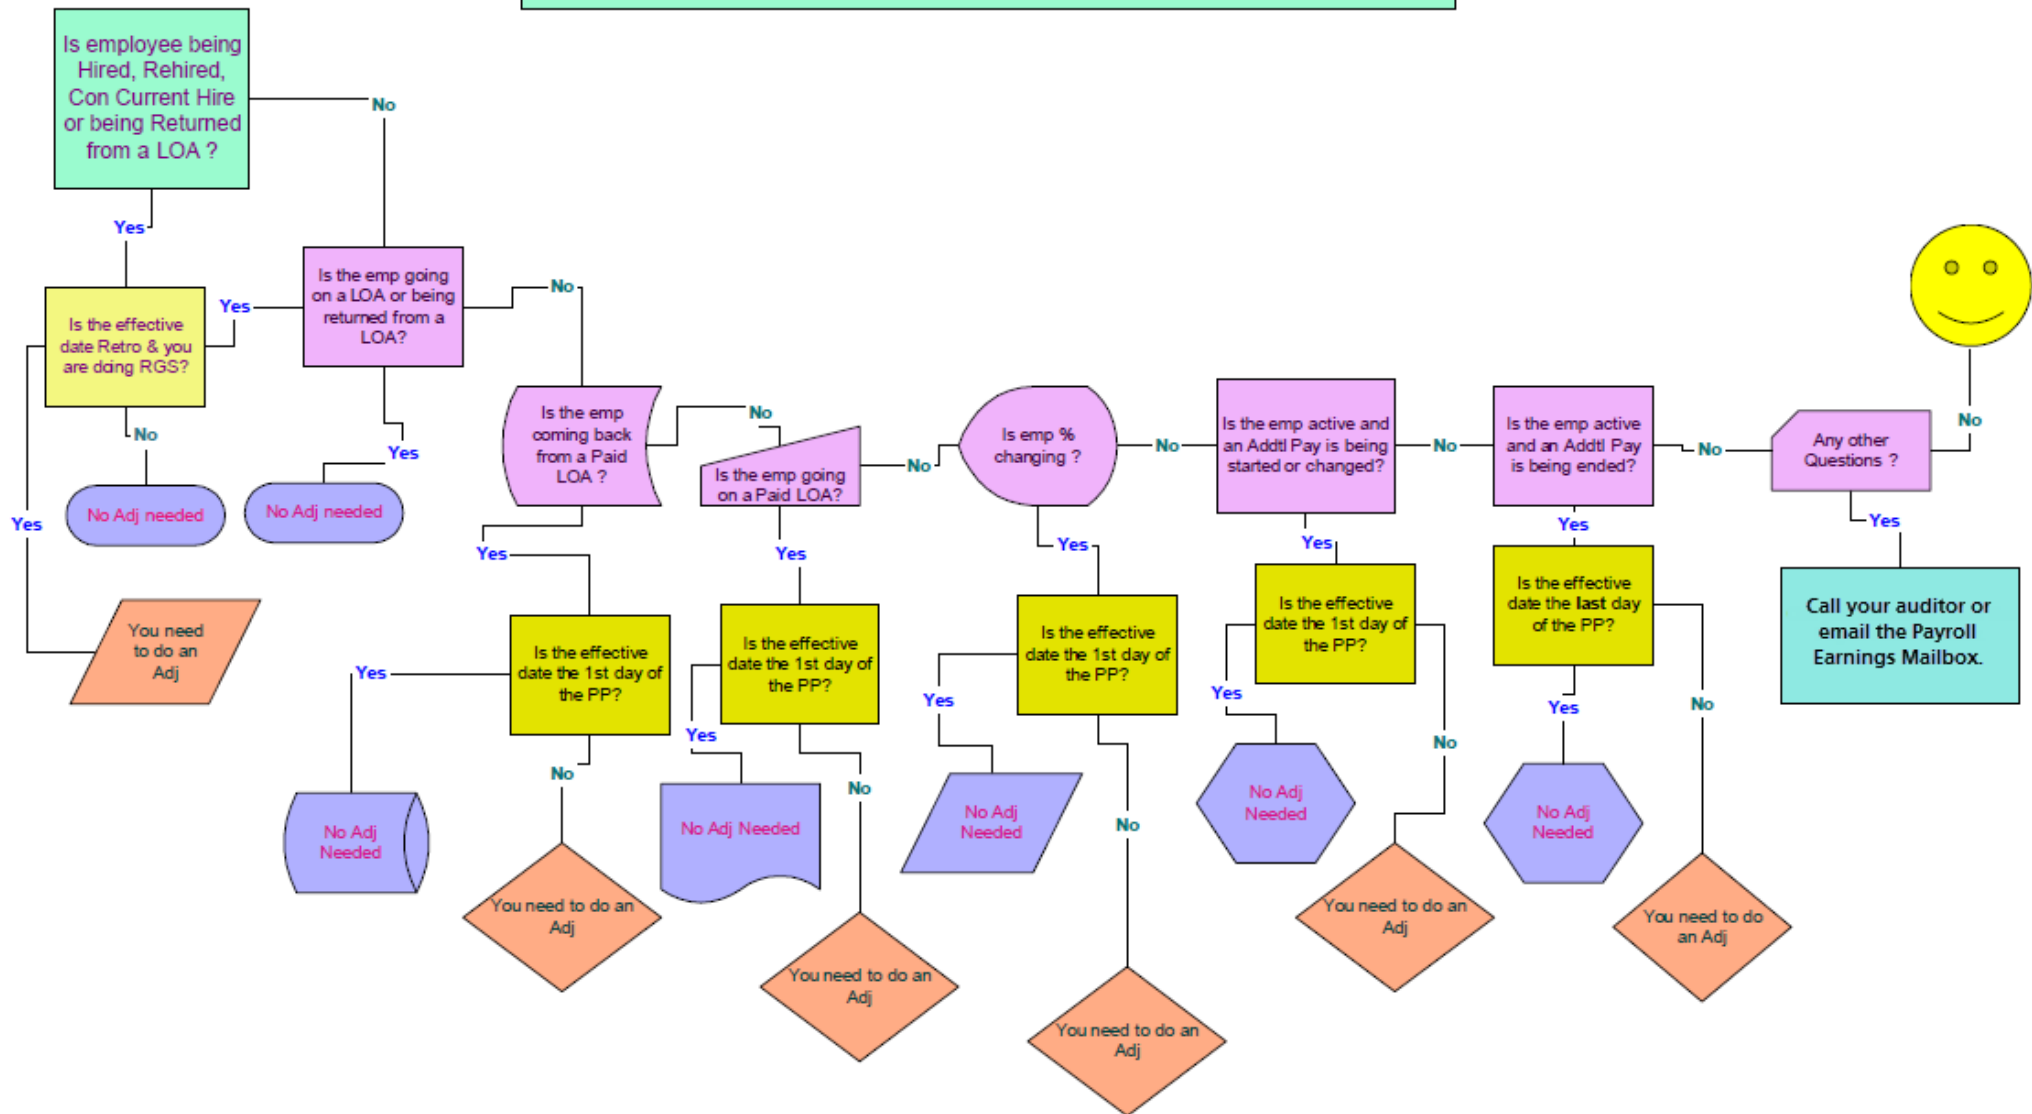 Is employee being
Hired, Rehired,
Con Current Hire
or being Returned
from a LOA ?
No
Yes
Is the effective
date Retro & you
are doing RGS?
Yes
Is the emp going
on a LOA or being
returned from a
LOA?
No
No
No Adj needed
Yes
No Adj needed
Yes
You need
to do an
Adj
Is the emp
coming back
from a Paid
LOA ?
No
Is the emp going
on a Paid LOA?
No
Is emp %
changing ?
No
Is the emp active and
an Addtl Pay is being
started or changed?
No
Is the emp active
and an Addtl Pay
is being ended?
No
Any other
Questions ?
No
Yes
Is the effective
date the 1st day of
the PP?
Yes
No Adj
Needed
No
You need to do an
Adj
Yes
Is the effective
date the 1st day of
the PP?
Yes
No Adj Needed
No
You need to do an
Adj
Yes
Is the effective
date the 1st day of
the PP?
Yes
No Adj
Needed
No
You need to do an
Adj
Yes
Is the effective
date the 1st day of
the PP?
Yes
No Adj
Needed
No
You need to do an
Adj
Yes
Is the effective
date the last day
of the PP?
Yes
No Adj
Needed
No
You need to do
an Adj
Yes
Call your auditor or
email the Payroll
Earnings Mailbox.